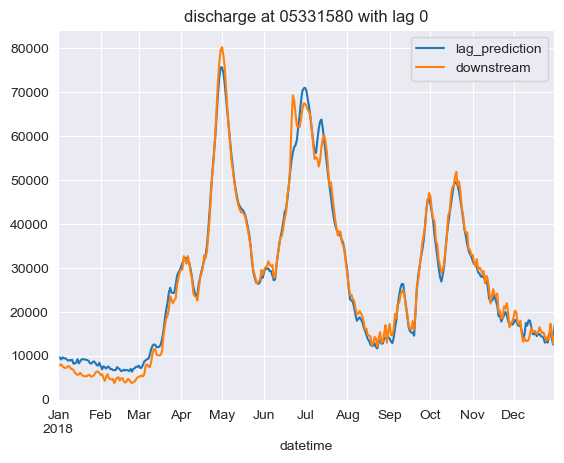 discharge at 05331580 with lag 0
lag_prediction
downstream
80000
70000
60000
50000
40000
30000
20000
10000
0
Jan Feb Mar Apr May Jun Jul Aug Sep Oct Nov Dec
2018
datetime